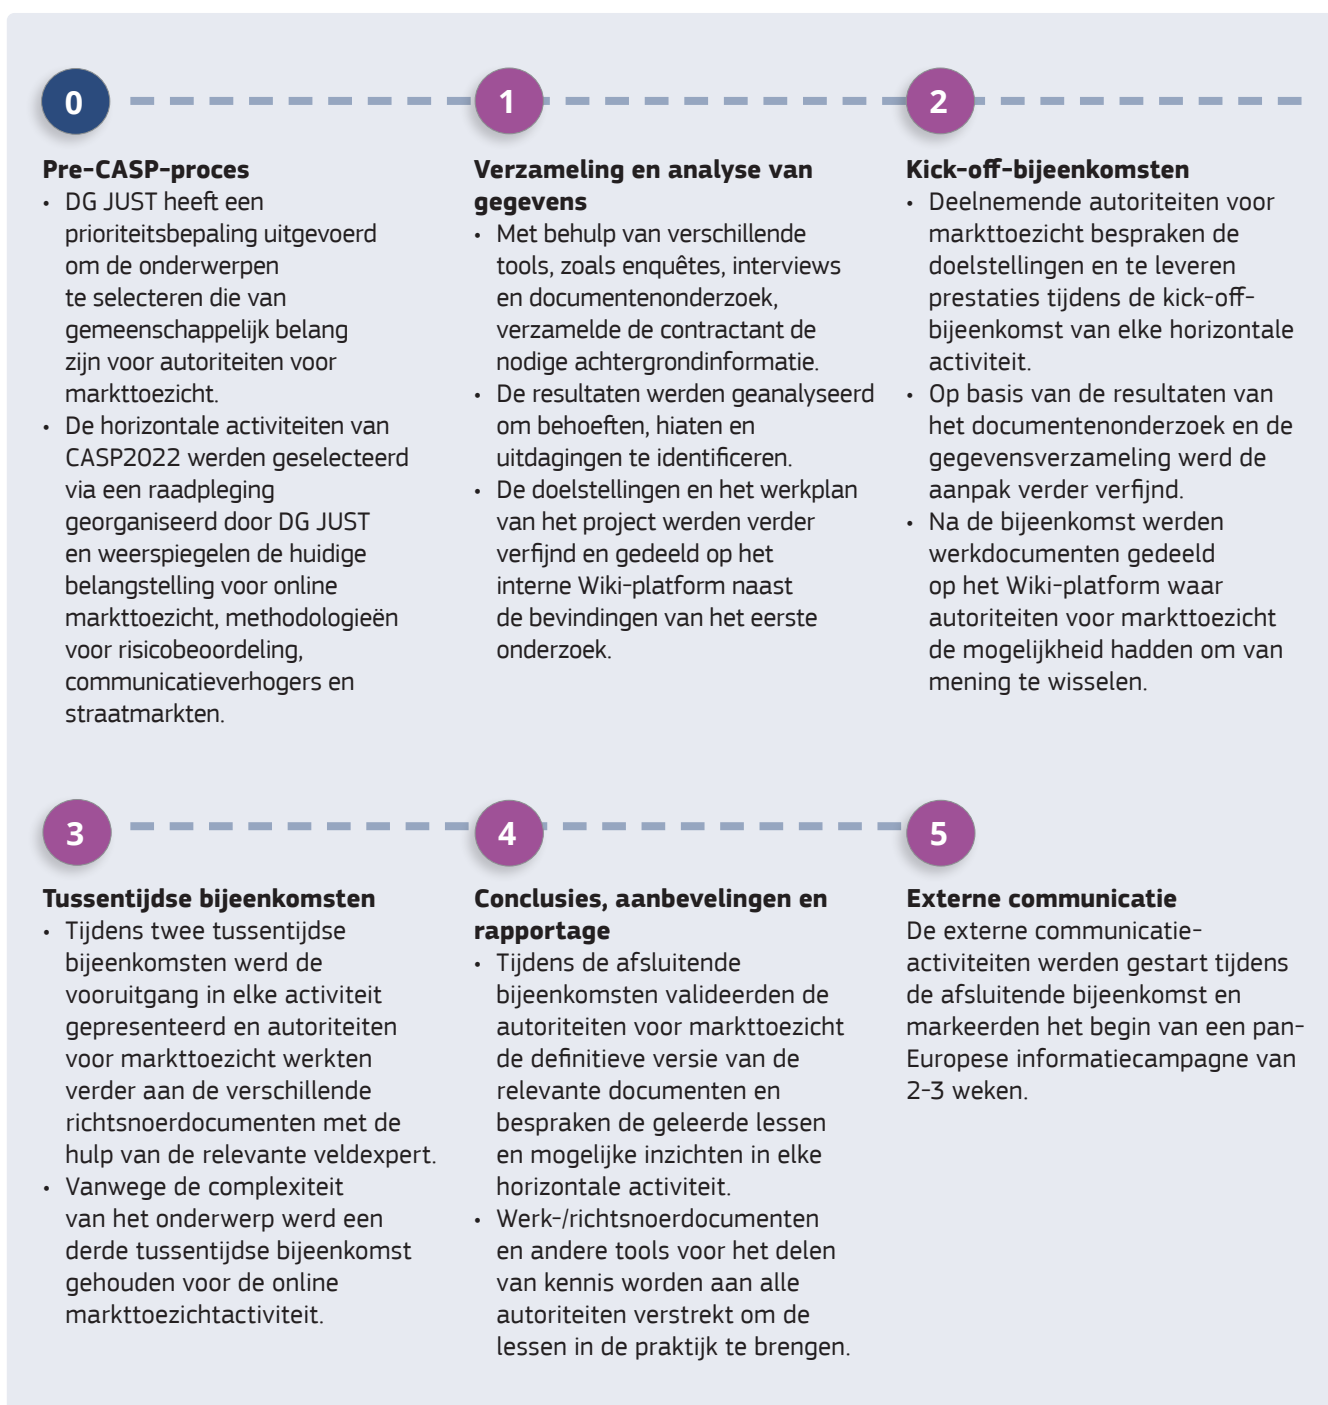 0
Pre-CASP-proces
• DG JUST heeft een
prioriteitsbepaling uitgevoerd
om de onderwerpen
te selecteren die van
gemeenschappelijk belang
zijn voor autoriteiten voor
markttoezicht.
• De horizontale activiteiten van
CASP2022 werden geselecteerd
via een raadpleging
georganiseerd door DG JUST
en weerspiegelen de huidige
belangstelling voor online
markttoezicht, methodologieën
voor risicobeoordeling,
communicatieverhogers en
straatmarkten.
1
Verzameling en analyse van
gegevens
• Met behulp van verschillende
tools, zoals enquêtes, interviews
en documentenonderzoek,
verzamelde de contractant de
nodige achtergrondinformatie.
• De resultaten werden geanalyseerd
om behoeften, hiaten en
uitdagingen te identificeren.
• De doelstellingen en het werkplan
van het project werden verder
verfijnd en gedeeld op het
interne Wiki-platform naast
de bevindingen van het eerste
onderzoek.
2
Kick-off-bijeenkomsten
• Deelnemende autoriteiten voor
markttoezicht bespraken de
doelstellingen en te leveren
prestaties tijdens de kick-off-
bijeenkomst van elke horizontale
activiteit.
• Op basis van de resultaten van
het documentenonderzoek en de
gegevensverzameling werd de
aanpak verder verfijnd.
• Na de bijeenkomst werden
werkdocumenten gedeeld
op het Wiki-platform waar
autoriteiten voor markttoezicht
de mogelijkheid hadden om van
mening te wisselen.
3
Tussentijdse bijeenkomsten
• Tijdens twee tussentijdse
bijeenkomsten werd de
vooruitgang in elke activiteit
gepresenteerd en autoriteiten
voor markttoezicht werkten
verder aan de verschillende
richtsnoerdocumenten met de
hulp van de relevante veldexpert.
• Vanwege de complexiteit
van het onderwerp werd een
derde tussentijdse bijeenkomst
gehouden voor de online
markttoezichtactiviteit.
4
Conclusies, aanbevelingen en
rapportage
• Tijdens de afsluitende
bijeenkomsten valideerden de
autoriteiten voor markttoezicht
de definitieve versie van de
relevante documenten en
bespraken de geleerde lessen
en mogelijke inzichten in elke
horizontale activiteit.
• Werk-/richtsnoerdocumenten
en andere tools voor het delen
van kennis worden aan alle
autoriteiten verstrekt om de
lessen in de praktijk te brengen.
5
Externe communicatie
De externe communicatie-
activiteiten werden gestart tijdens
de afsluitende bijeenkomst en
markeerden het begin van een pan-
Europese informatiecampagne van
2-3 weken.